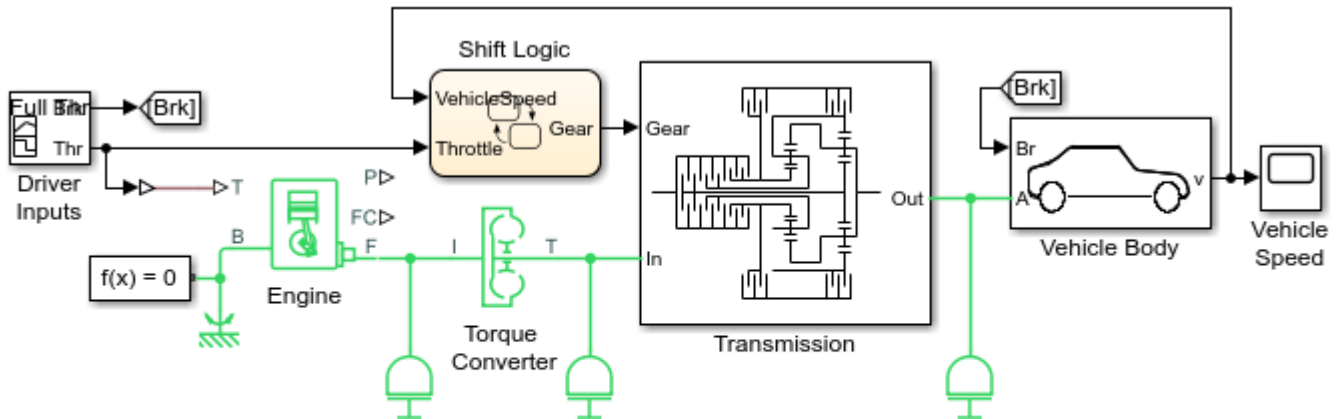 Shift Logic
Full Brk
Thr
[Brk]
VehicleSpeed
Gear
Throttle
Gear
[Brk]
Br
Thr
Driver
Inputs
T
P
FC
B
F
I
T
In
Out
A
v
Vehicle
Speed
Vehicle Body
f(x) = 0
Engine
Torque
Converter
Transmission